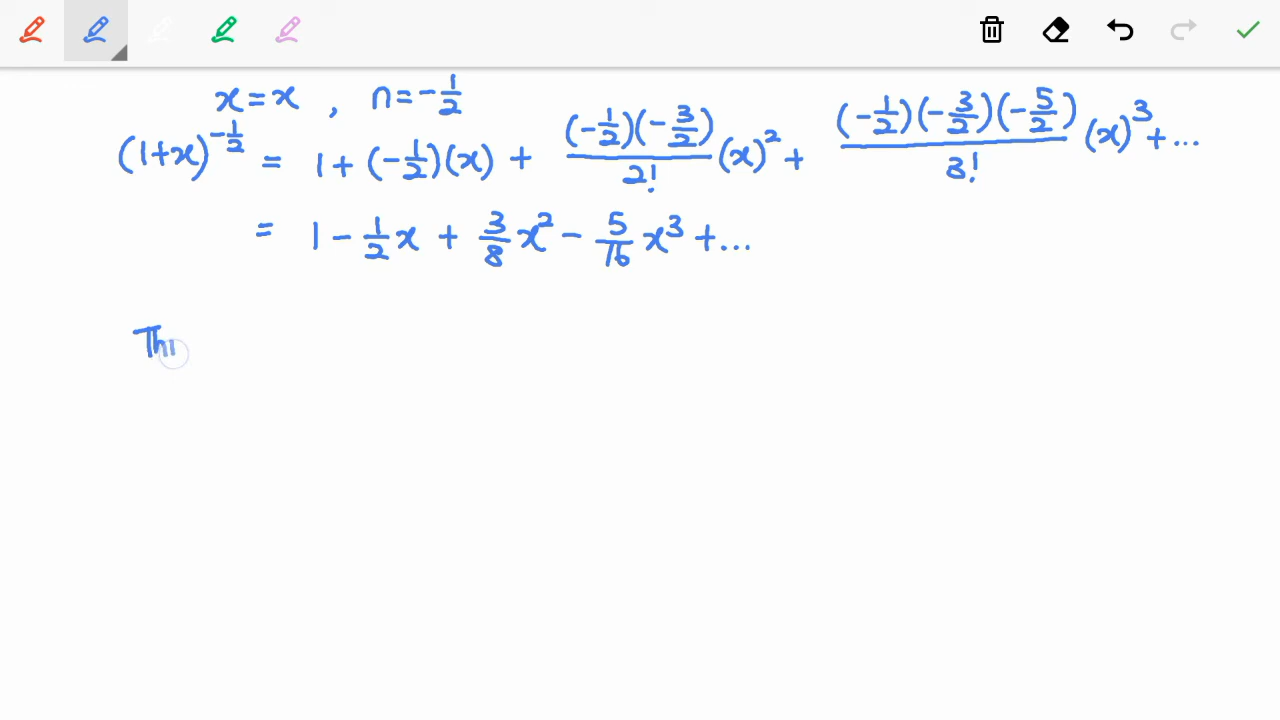 x = x , n = -1/2
(1+x)^(-1/2) = 1 + (-1/2)(x) + (-1/2)(-3/2)/2! (x)^2 + (-1/2)(-3/2)(-5/2)/3! (x)^3 + ...
= 1 - 1/2 x + 3/8 x^2 - 5/16 x^3 + ...
Thi